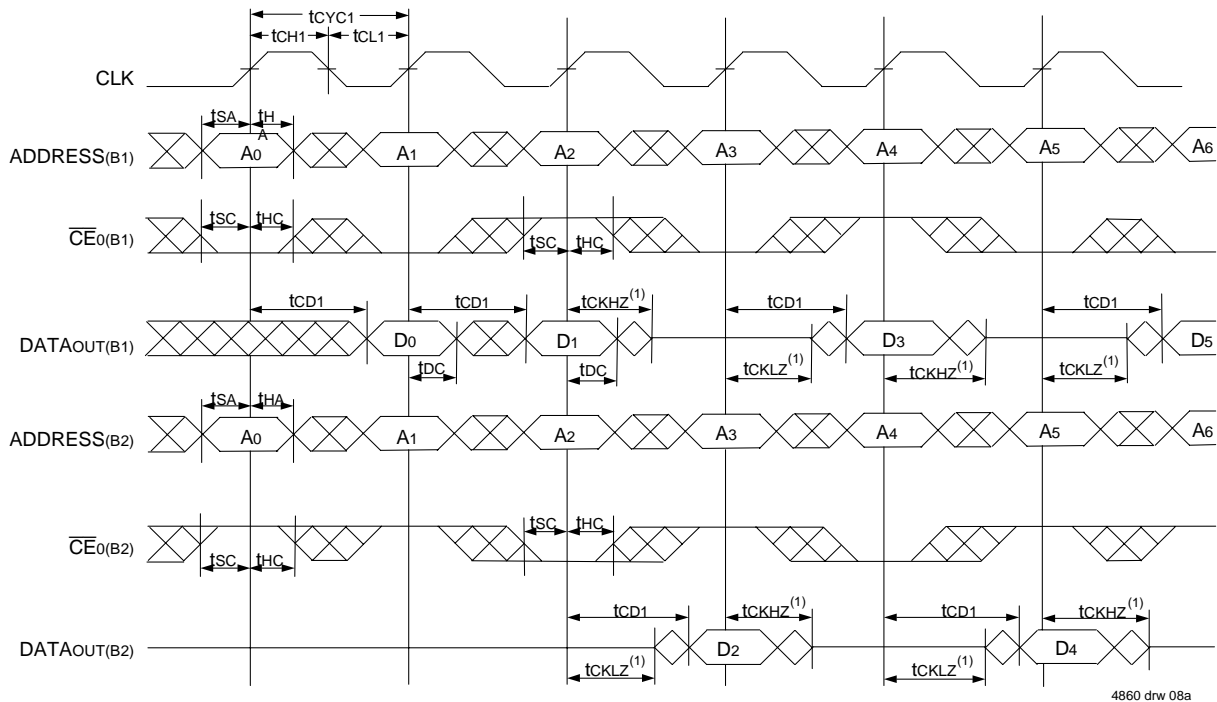 tCYC1
tCH1 tCL1
CLK
tSA tH
A
ADDRESS(B1) A0 A1 A2 A3 A4 A5 A6
tSC tHC
CE0(B1)
tSC tHC
tCD1 tCD1 tCKHZ(1) tCD1 tCD1
DATAOUT(B1) D0 D1 D3 D5
tDC tDC tCKLZ(1) tCKHZ(1) tCKLZ(1)
tSA tHA
ADDRESS(B2) A0 A1 A2 A3 A4 A5 A6
tSC tHC
CE0(B2)
tSC tHC
tCD1 tCKHZ(1) tCD1 tCKHZ(1)
DATAOUT(B2) D2 D4
tCKLZ(1) tCKLZ(1)
4860 drw 08a